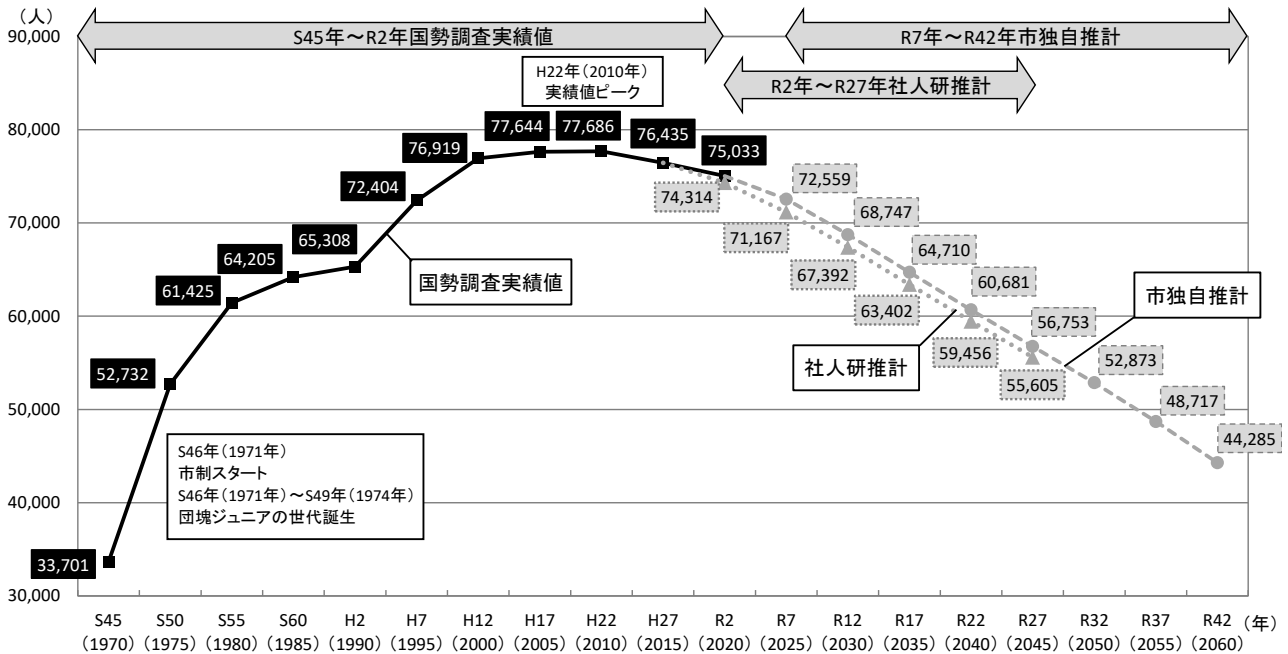 （人）
90,000
80,000
70,000
60,000
50,000
40,000
30,000
S45年～R2年国勢調査実績値
R7年～R42年市独自推計
R2年～R27年社人研推計
H22年（2010年）
実績値ピーク
33,701
52,732
61,425
64,205
65,308
72,404
76,919
77,644
77,686
76,435
75,033
74,314
71,167
67,392
63,402
59,456
55,605
72,559
68,747
64,710
60,681
56,753
52,873
48,717
44,285
国勢調査実績値
社人研推計
市独自推計
S46年（1971年）
市制スタート
S46年（1971年）～S49年（1974年）
団塊ジュニアの世代誕生
S45 S50 S55 S60 H2 H7 H12 H17 H22 H27 R2 R7 R12 R17 R22 R27 R32 R37 R42 （年）
（1970） （1975） （1980） （1985） （1990） （1995） （2000） （2005） （2010） （2015） （2020） （2025） （2030） （2035） （2040） （2045） （2050） （2055） （2060）